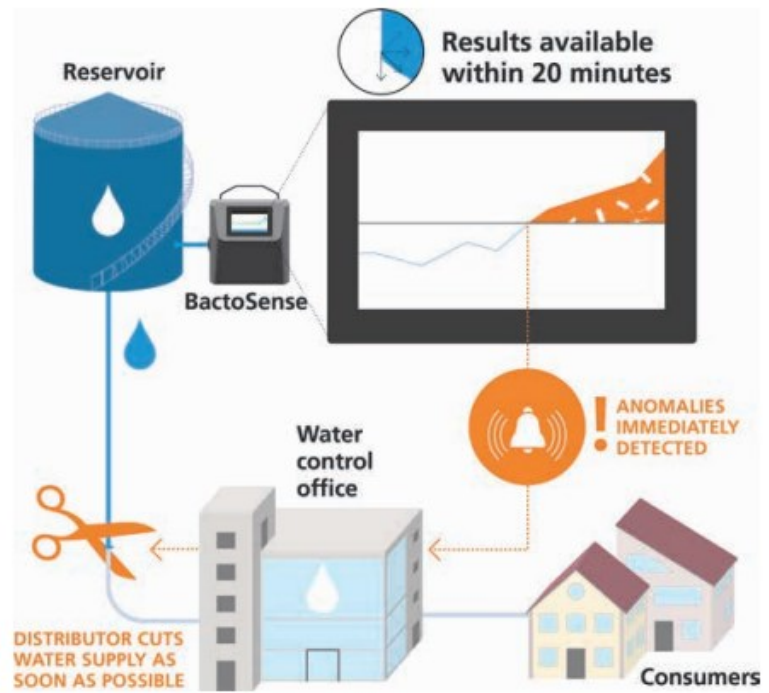 Results available
within 20 minutes
Reservoir
BactoSense
ANOMALIES
IMMEDIATELY
DETECTED
Water
control
office
DISTRIBUTOR CUTS
WATER SUPPLY AS
SOON AS POSSIBLE
Consumers